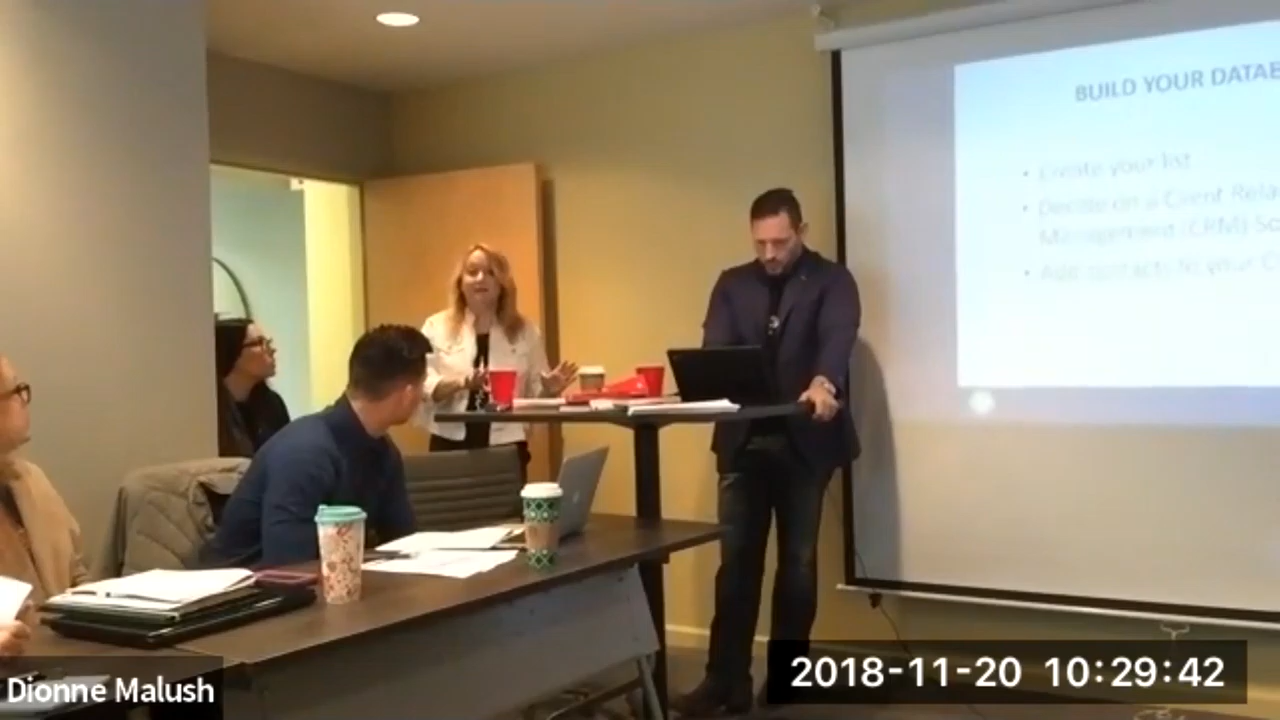 BUILD YOUR DATAB
• Create your list
• Decide on a Client Rela
Management (CRM) So
• Add contacts to your C
Dionne Malush
2018-11-20 10:29:42